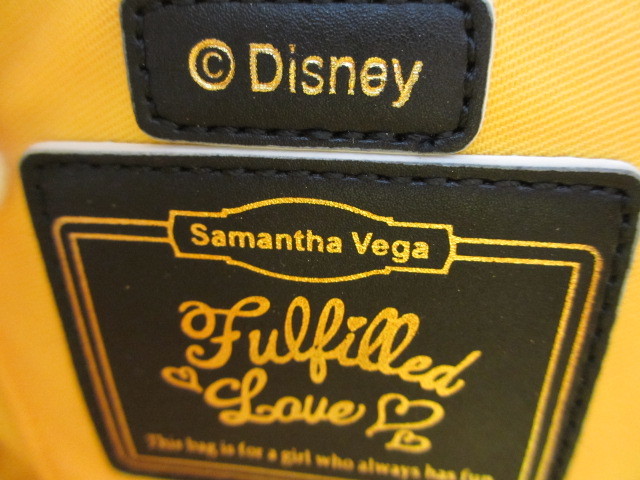 © Disney
Samantha Vega
Fulfilled
Love
This bag is for a girl who always has fun